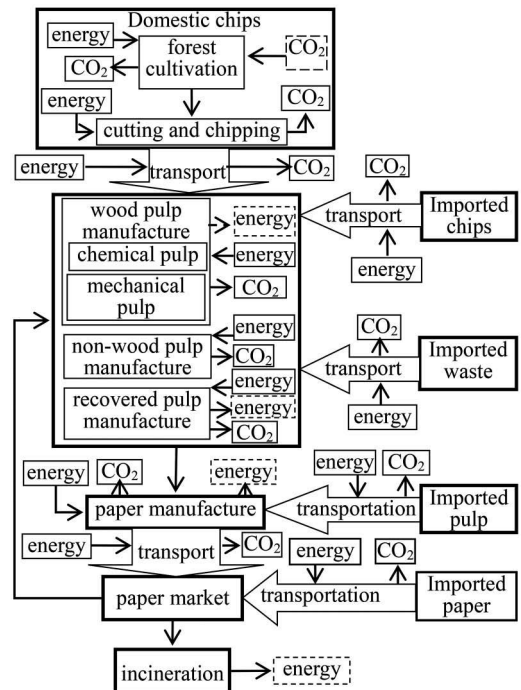 Domestic chips
energy
forest
cultivation
CO₂
CO₂
energy
CO₂
cutting and chipping
energy
transport
CO₂
CO₂
wood pulp
manufacture
energy
transport
Imported
chips
chemical pulp
energy
energy
mechanical
pulp
CO₂
CO₂
energy
non-wood pulp
manufacture
CO₂
transport
Imported
waste
energy
recovered pulp
manufacture
energy
energy
CO₂
energy
CO₂
energy
energy
CO₂
paper manufacture
transportation
Imported
pulp
energy
transport
CO₂
energy
CO₂
paper market
transportation
Imported
paper
incineration
energy